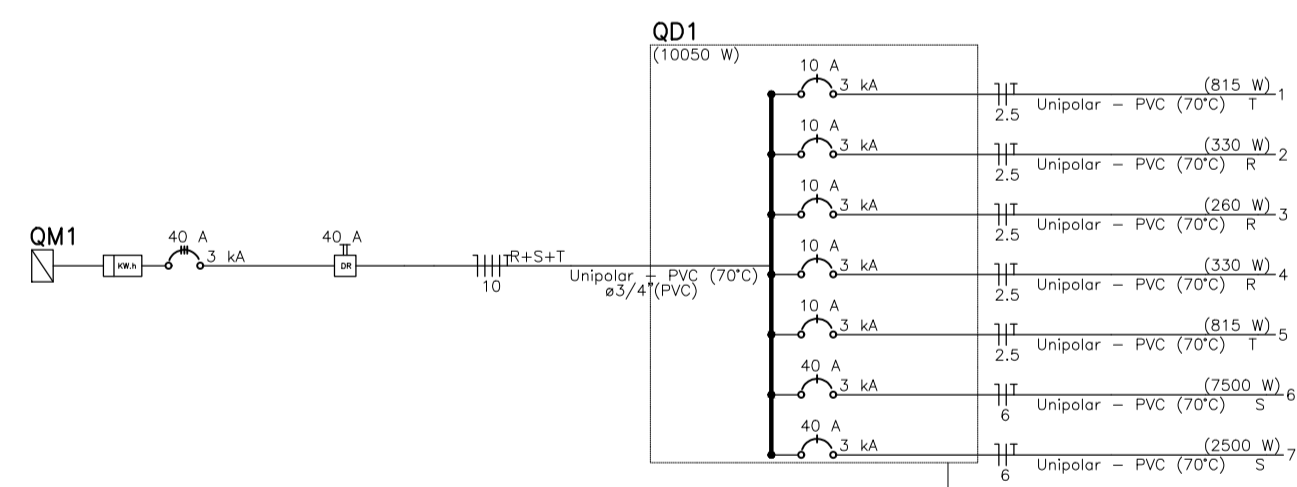 QD1
(10050 W)
10 A
3 kA
T
2.5
Unipolar – PVC (70°C) T
(815 W)
1
10 A
3 kA
T
2.5
Unipolar – PVC (70°C) R
(330 W)
2
10 A
3 kA
T
2.5
Unipolar – PVC (70°C) R
(260 W)
3
QM1
KW.h
40 A
3 kA
40 A
DR
T
R+S+T
10
Unipolar – PVC (70°C)
ø3/4"(PVC)
10 A
3 kA
T
2.5
Unipolar – PVC (70°C) R
(330 W)
4
10 A
3 kA
T
2.5
Unipolar – PVC (70°C) T
(815 W)
5
40 A
3 kA
T
6
Unipolar – PVC (70°C) S
(7500 W)
6
40 A
3 kA
T
6
Unipolar – PVC (70°C) S
(2500 W)
7